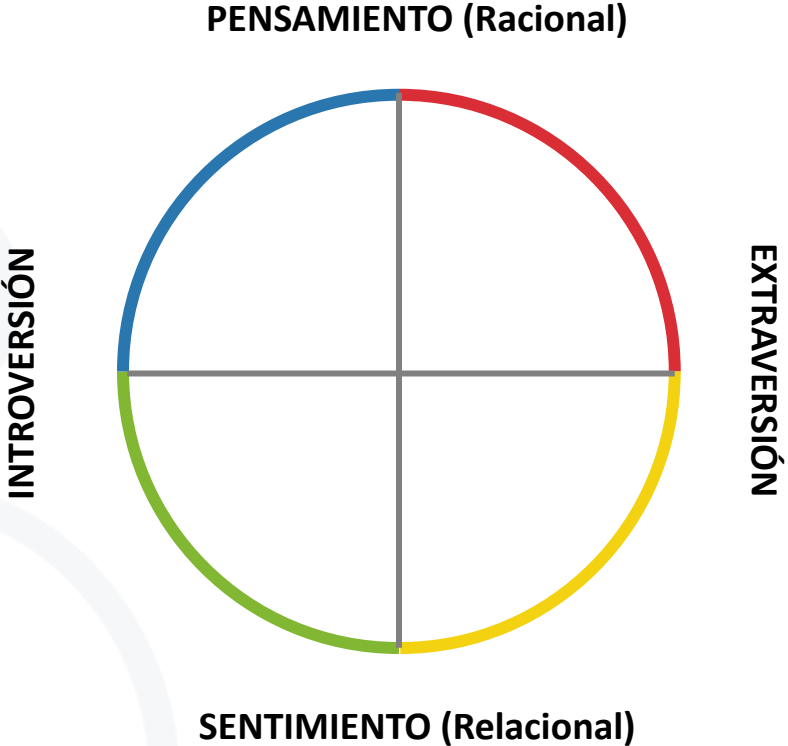 PENSAMIENTO (Racional)
INTROVERSIÓN
EXTRAVERSIÓN
SENTIMIENTO (Relacional)